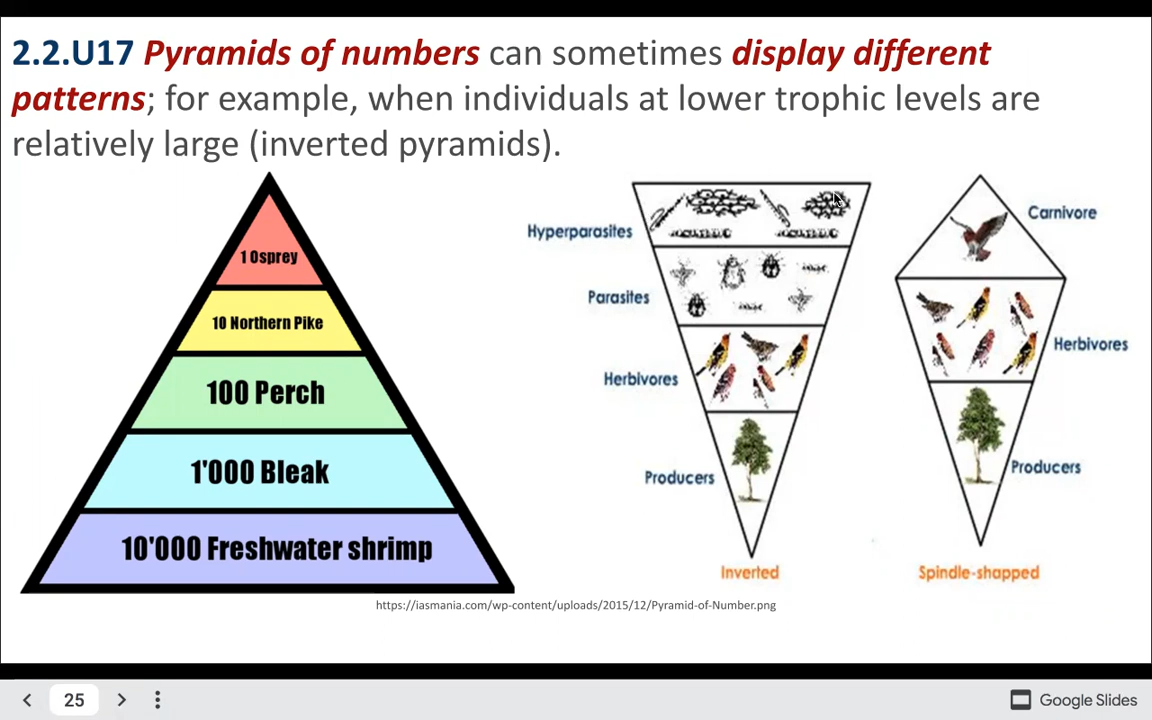 2.2.U17 Pyramids of numbers can sometimes display different
patterns; for example, when individuals at lower trophic levels are
relatively large (inverted pyramids).
1 Osprey
10 Northern Pike
100 Perch
1'000 Bleak
10'000 Freshwater shrimp
Hyperparasites
Parasites
Herbivores
Producers
Inverted
Carnivore
Herbivores
Producers
Spindle-shapped
https://iasmania.com/wp-content/uploads/2015/12/Pyramid-of-Number.png
25
Google Slides